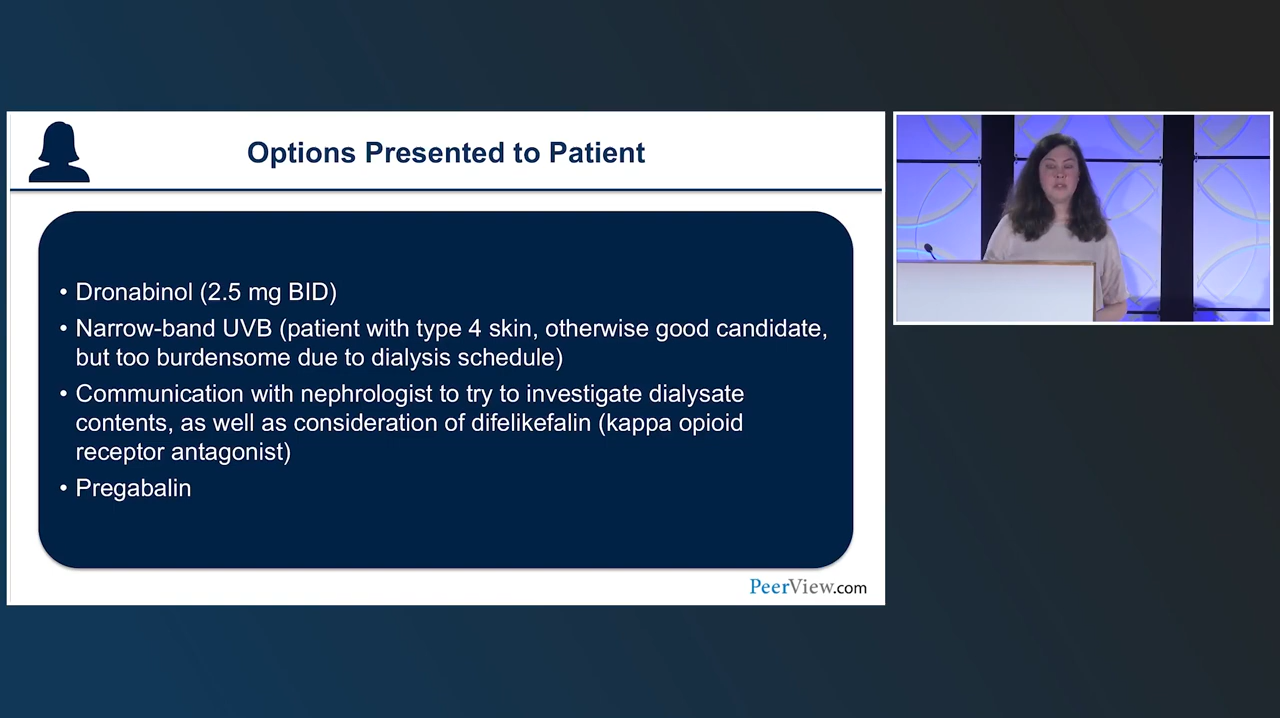 Options Presented to Patient
• Dronabinol (2.5 mg BID)
• Narrow-band UVB (patient with type 4 skin, otherwise good candidate,
but too burdensome due to dialysis schedule)
• Communication with nephrologist to try to investigate dialysate
contents, as well as consideration of difelikefalin (kappa opioid
receptor antagonist)
• Pregabalin
PeerView.com